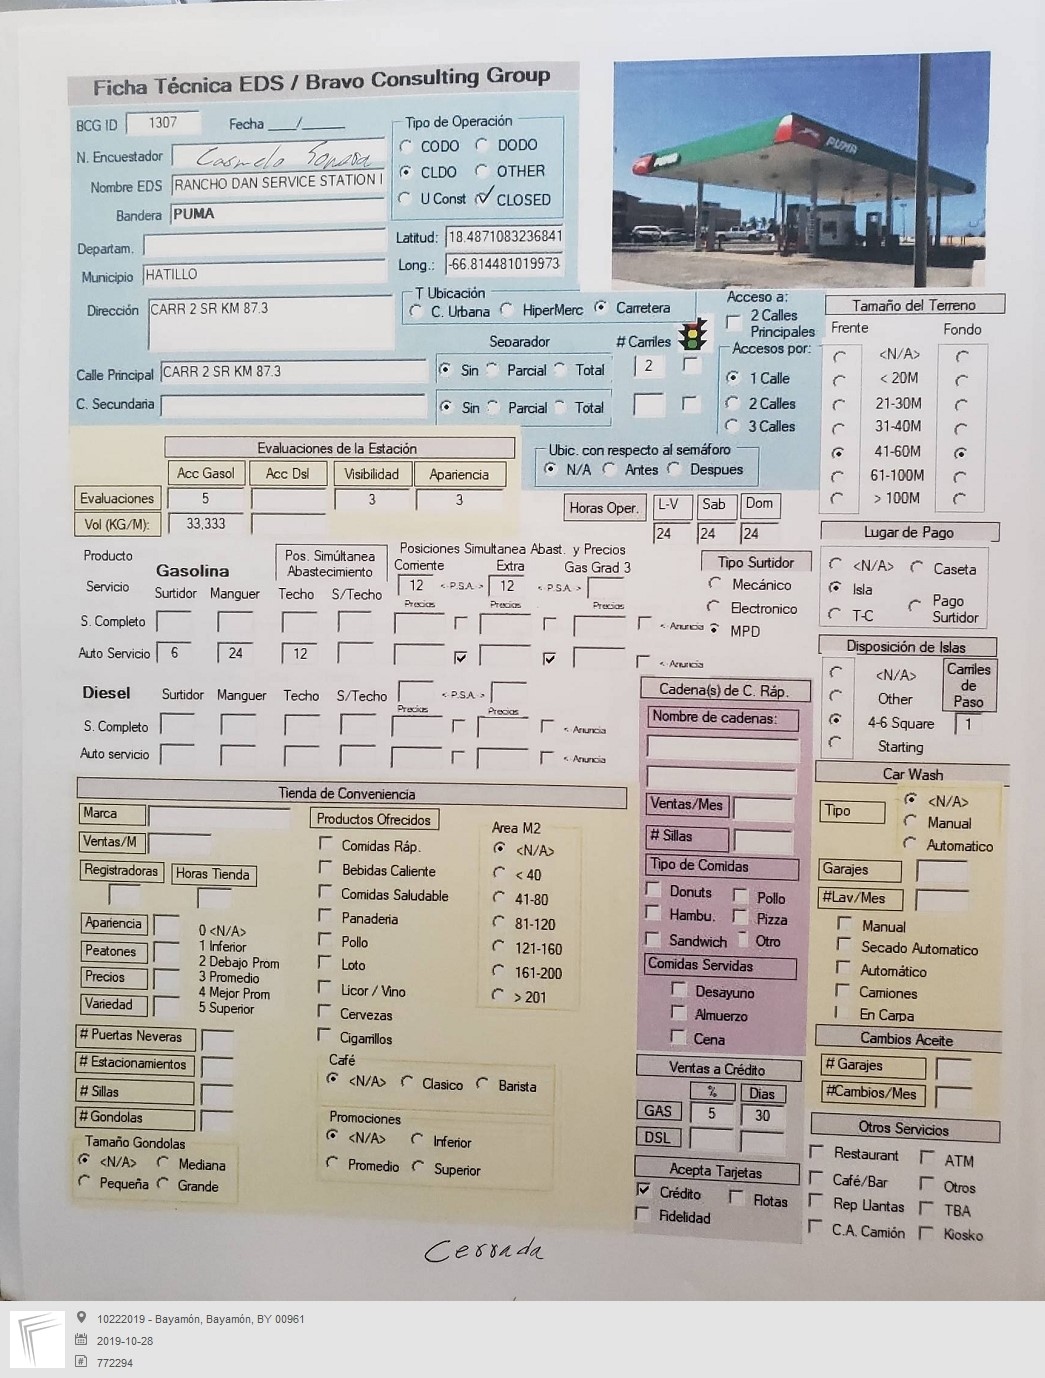 Ficha Técnica EDS / Bravo Consulting Group
BCG ID 1307 Fecha ___/______
N. Encuestador
Nombre EDS RANCHO DAN SERVICE STATION I
Bandera PUMA
Departam.
Municipio HATILLO
Dirección CARR 2 SR KM 87.3
Calle Principal CARR 2 SR KM 87.3
C. Secundaria
Tipo de Operación
CODO DODO
CLDO OTHER
U Const CLOSED
Latitud: 18.4871083236841
Long.: -66.814481019973
PUMA
T Ubicación
C. Urbana HiperMerc Carretera
Separador # Carriles
Sin Parcial Total 2
Sin Parcial Total
Acceso a:
2 Calles
Principales
Accesos por:
1 Calle
2 Calles
3 Calles
Ubic. con respecto al semáforo
N/A Antes Despues
Tamaño del Terreno
Frente Fondo
<N/A>
< 20M
21-30M
31-40M
41-60M
61-100M
> 100M
Evaluaciones de la Estación
Acc Gasol Acc Dsl Visibilidad Apariencia
Evaluaciones 5 3 3
Vol (KG/M): 33,333
Horas Oper. L-V Sab Dom
24 24 24
Producto
Servicio
Gasolina
Surtidor Manguer
Pos. Simúltanea
Abastecimiento
Techo S/Techo
Posiciones Simultanea Abast. y Precios
Corriente Extra Gas Grad 3
12 <-P.S.A.-> 12 <-P.S.A.->
Precios Precios Precios
S. Completo <-Anuncia
Auto Servicio 6 24 12 <-Anuncia
Tipo Surtidor
Mecánico
Electronico
MPD
Lugar de Pago
<N/A> Caseta
Isla
T-C Pago
Surtidor
Disposición de Islas
<N/A>
Other
4-6 Square
Starting
Carriles
de
Paso
1
Diesel Surtidor Manguer Techo S/Techo <-P.S.A.->
Precios Precios
S. Completo <-Anuncia
Auto servicio <-Anuncia
Cadena(s) de C. Ráp.
Nombre de cadenas:
Ventas/Mes
# Sillas
Tipo de Comidas
Donuts Pollo
Hambu. Pizza
Sandwich Otro
Comidas Servidas
Desayuno
Almuerzo
Cena
Car Wash
Tipo
<N/A>
Manual
Automatico
Garajes
#Lav/Mes
Manual
Secado Automatico
Automático
Camiones
En Carpa
Cambios Aceite
# Garajes
#Cambios/Mes
Tienda de Conveniencia
Marca
Ventas/M
Registradoras Horas Tienda
Apariencia
Peatones
Precios
Variedad
0 <N/A>
1 Inferior
2 Debajo Prom
3 Promedio
4 Mejor Prom
5 Superior
# Puertas Neveras
# Estacionamientos
# Sillas
# Gondolas
Tamaño Gondolas
<N/A> Mediana
Pequeña Grande
Productos Ofrecidos
Comidas Ráp.
Bebidas Caliente
Comidas Saludable
Panaderia
Pollo
Loto
Licor / Vino
Cervezas
Cigarillos
Area M2
<N/A>
< 40
41-80
81-120
121-160
161-200
> 201
Café
<N/A> Clasico Barista
Promociones
<N/A> Inferior
Promedio Superior
Ventas a Crédito
% Dias
GAS 5 30
DSL
Acepta Tarjetas
Crédito Flotas
Fidelidad
Otros Servicios
Restaurant ATM
Café/Bar Otros
Rep Llantas TBA
C.A. Camión Kiosko
Cerrada
10222019 - Bayamón, Bayamón, BY 00961
2019-10-28
772294